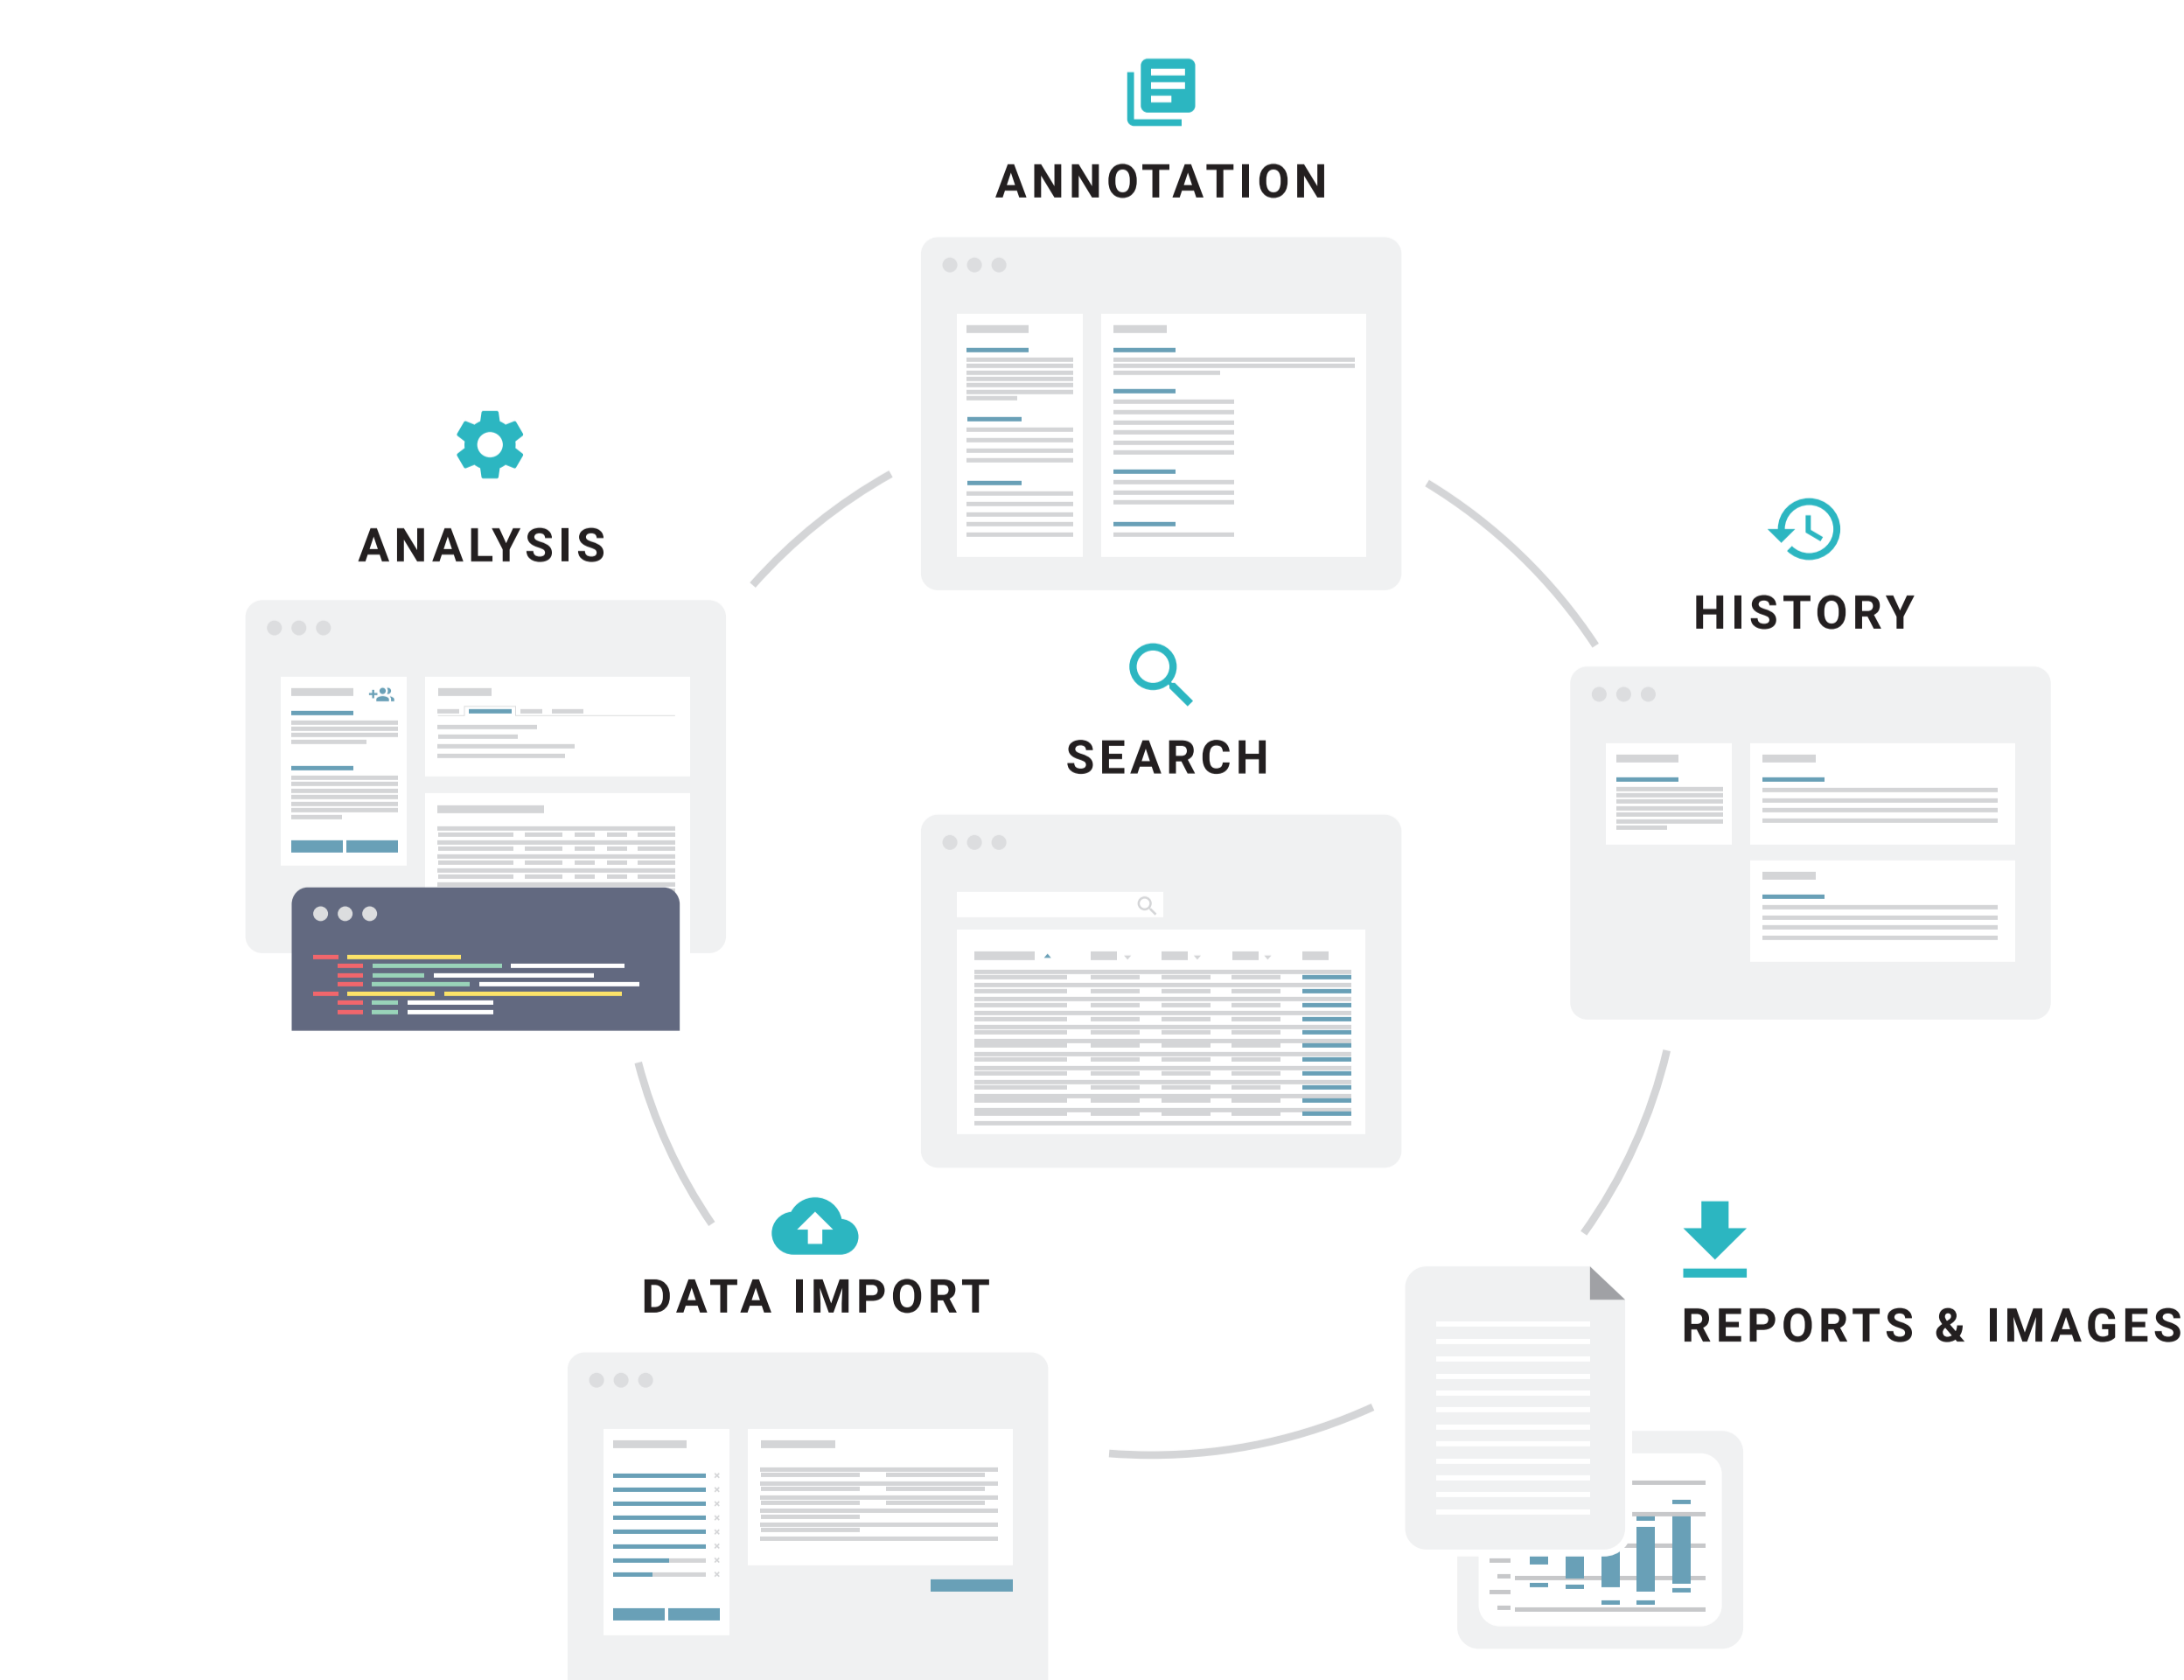 ANNOTATION
ANALYSIS
HISTORY
SEARCH
DATA IMPORT
REPORTS & IMAGES